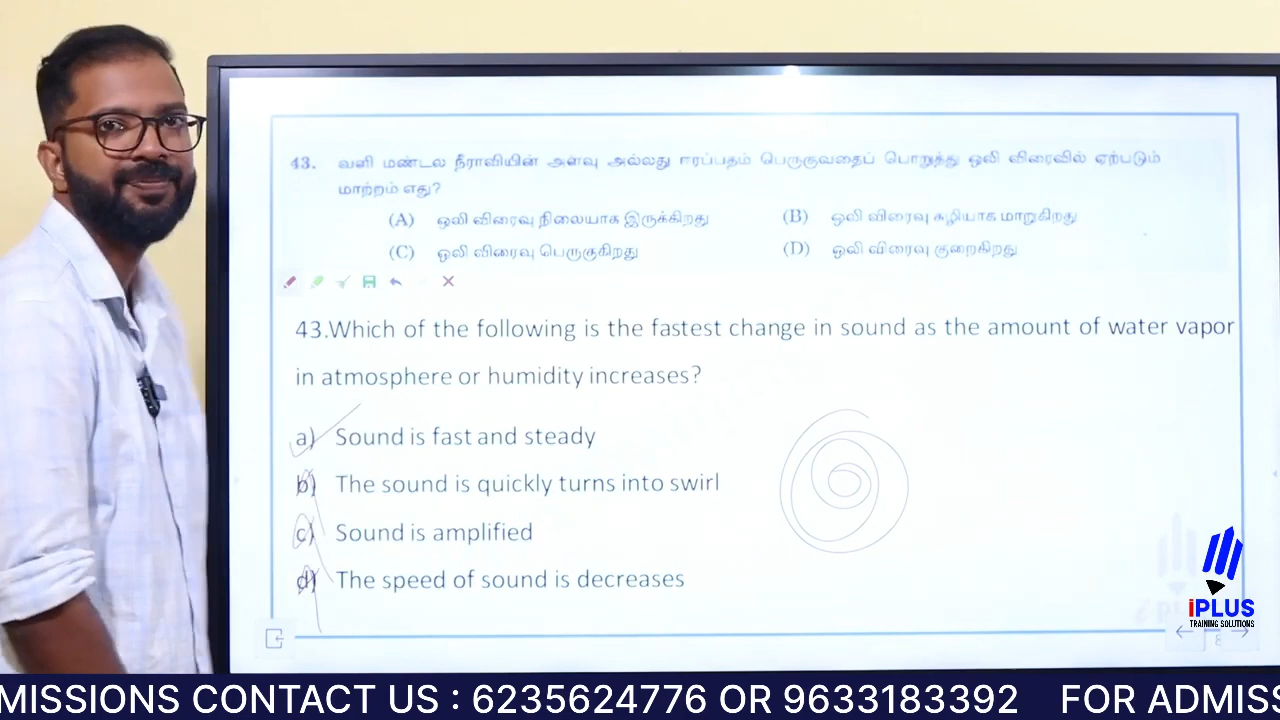 43. வளி மண்டல நீராவியின் அளவு அல்லது ஈரப்பதம் பெருகுவதைப் பொறுத்து ஒலி விரைவில் ஏற்படும்
மாற்றம் எது?
(A) ஒலி விரைவு நிலையாக இருக்கிறது (B) ஒலி விரைவு சுழியாக மாறுகிறது
(C) ஒலி விரைவு பெருகுகிறது (D) ஒலி விரைவு குறைகிறது
43.Which of the following is the fastest change in sound as the amount of water vapor
in atmosphere or humidity increases?
a) Sound is fast and steady
b) The sound is quickly turns into swirl
c) Sound is amplified
d) The speed of sound is decreases
iPLUS
TRAINING SOLUTIONS
MISSIONS CONTACT US : 6235624776 OR 9633183392 FOR ADMISS